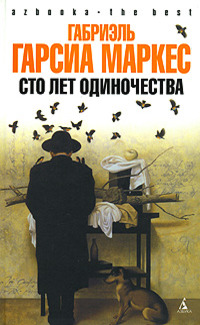 azbooka•the best
ГАБРИЭЛЬ
ГАРСИА МАРКЕС
СТО ЛЕТ ОДИНОЧЕСТВА
АЗБУКА